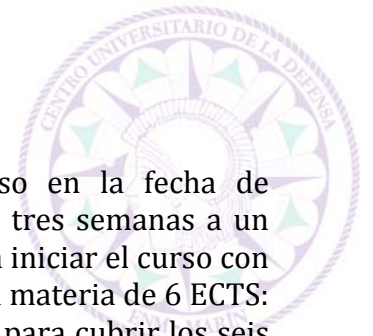 CENTRO UNIVERSITARIO DE LA DEFENSA
so en la fecha de
tres semanas a un
iniciar el curso con
materia de 6 ECTS:
para cubrir los seis